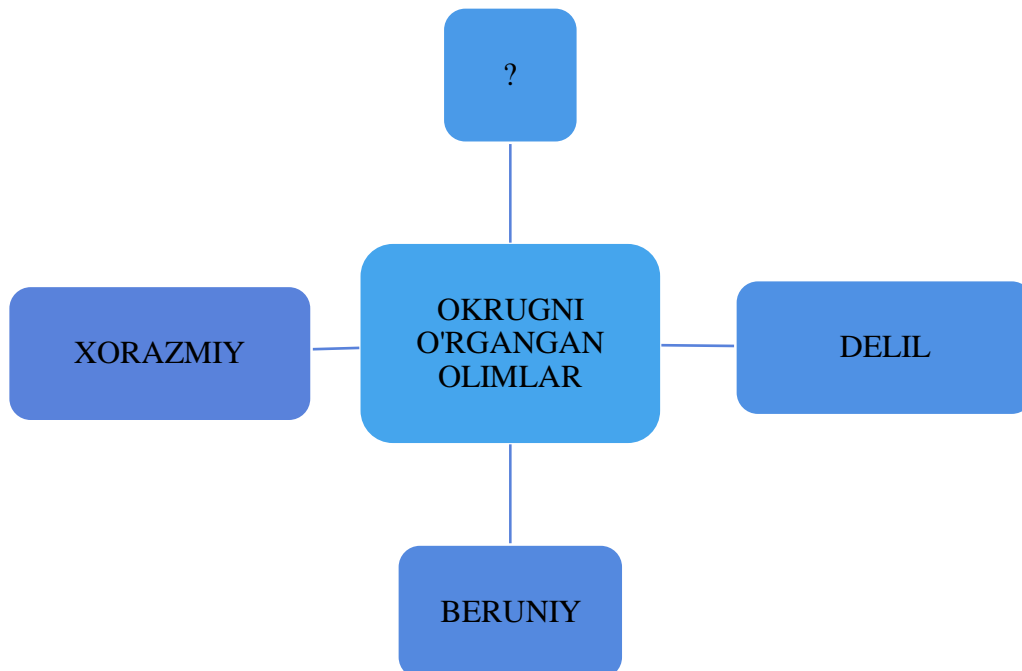 ?
XORAZMIY
OKRUGNI
O'RGANGAN
OLIMLAR
DELIL
BERUNIY